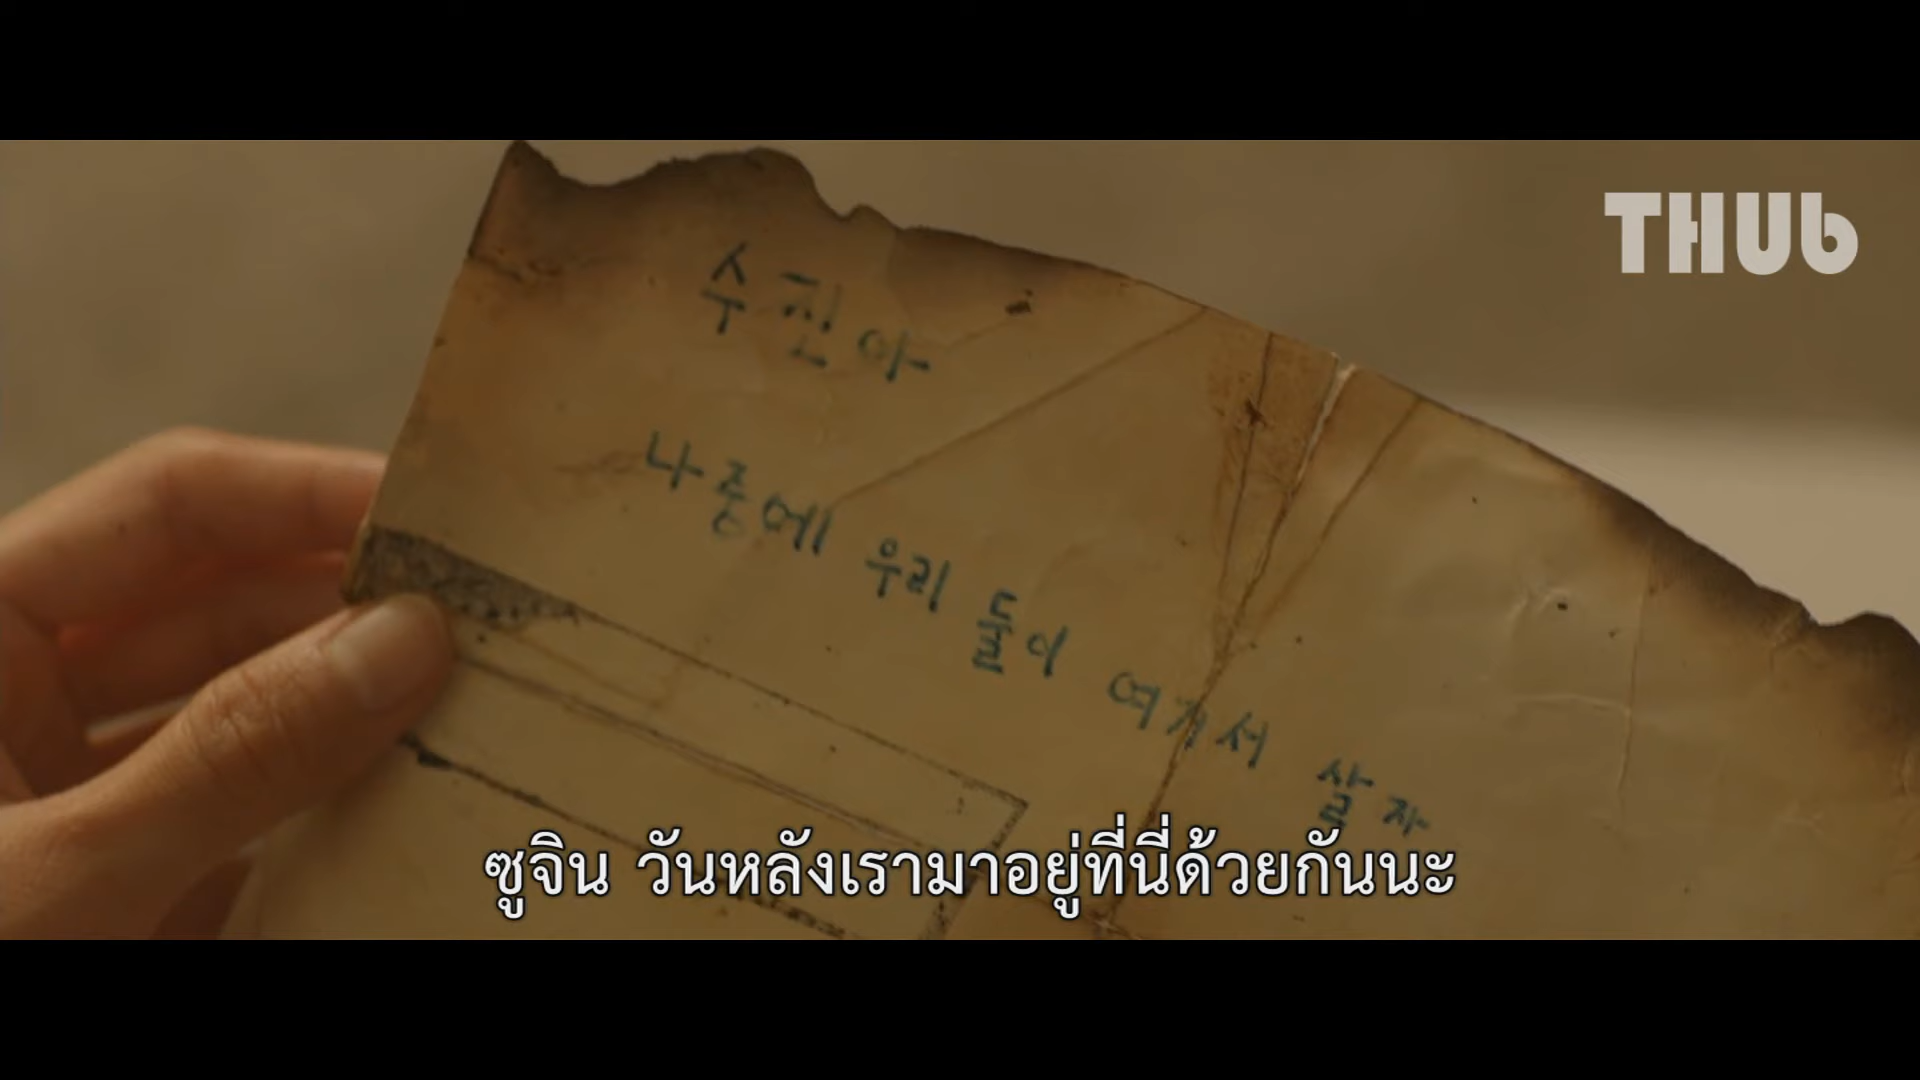 THUb
수진아
나중에 우리 둘이 여기서 살자
ซูจิน วันหลังเรามาอยู่ที่นี่ด้วยกันนะ